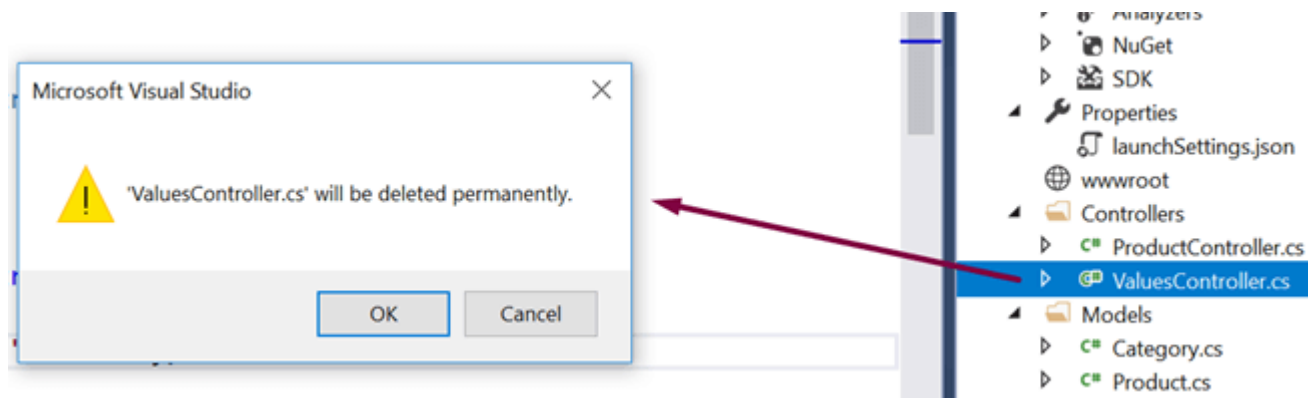 Microsoft Visual Studio
'ValuesController.cs' will be deleted permanently.
OK
Cancel
Analyzers
NuGet
SDK
Properties
launchSettings.json
wwwroot
Controllers
C# ProductController.cs
C# ValuesController.cs
Models
C# Category.cs
C# Product.cs